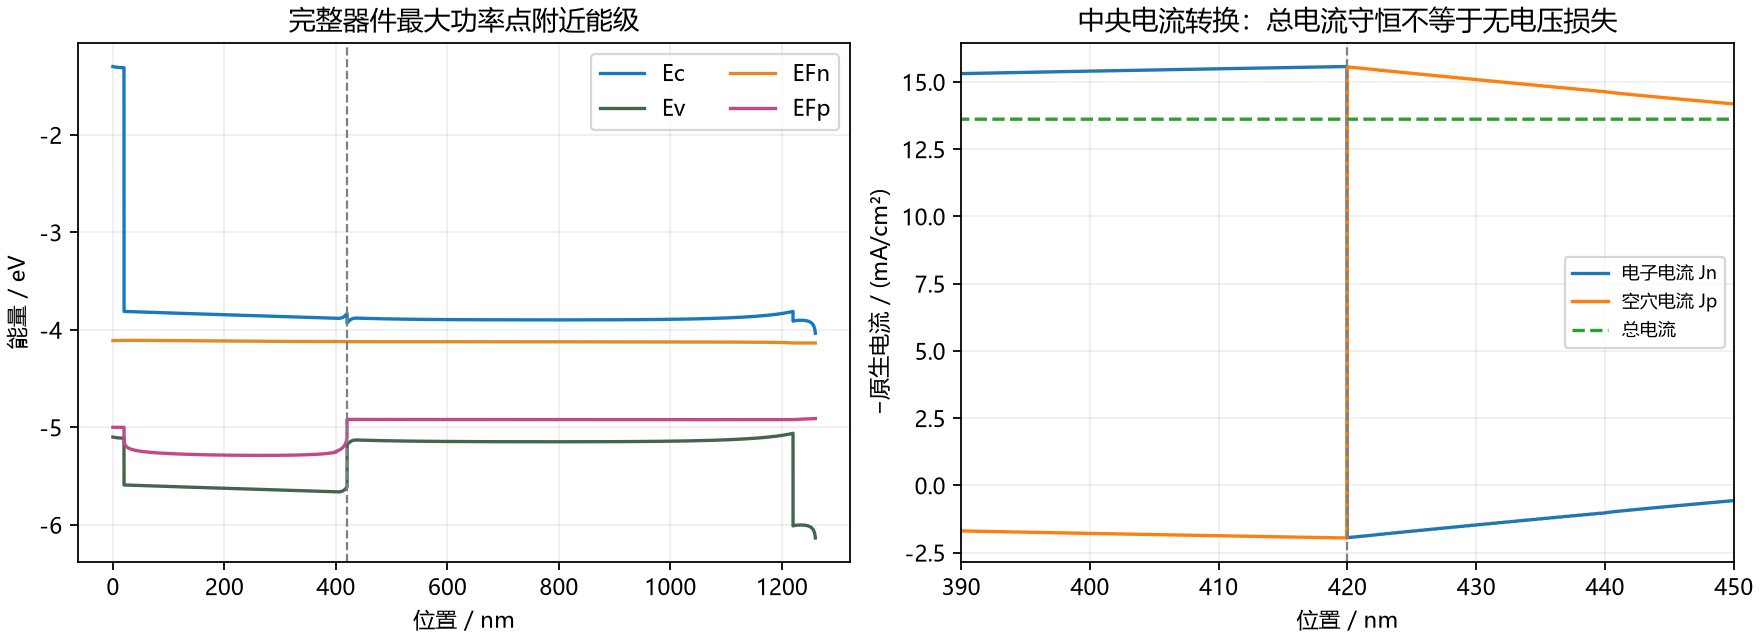 完整器件最大功率点附近能级
Ec
EFn
Ev
EFp
-2
-3
-4
-5
-6
能量 / eV
0
200
400
600
800
1000
1200
位置 / nm
中央电流转换：总电流守恒不等于无电压损失
15.0
12.5
10.0
7.5
5.0
2.5
0.0
-2.5
−原生电流 / (mA/cm²)
电子电流 Jn
空穴电流 Jp
总电流
390
400
410
420
430
440
450
位置 / nm